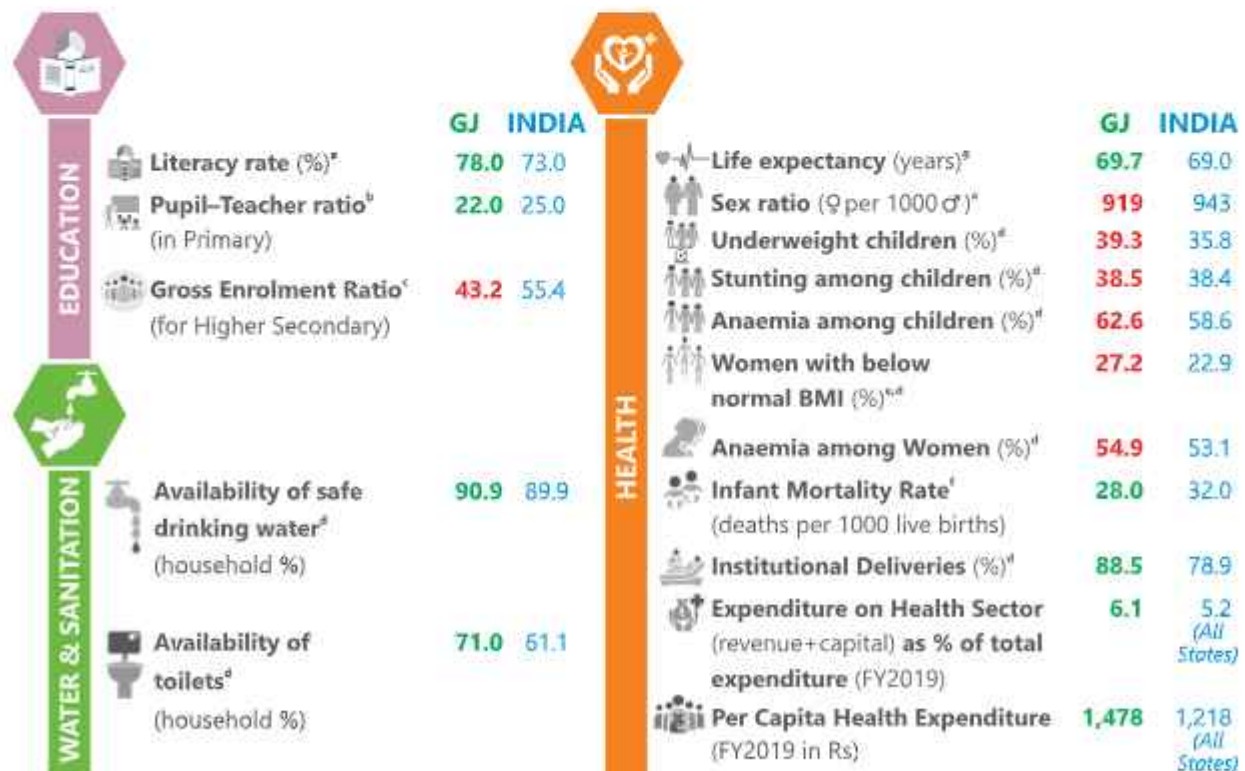 GJ INDIA
EDUCATION
Literacy rate (%)ᵃ 78.0 73.0
Pupil–Teacher ratioᵇ 22.0 25.0
(in Primary)
Gross Enrolment Ratioᶜ 43.2 55.4
(for Higher Secondary)
WATER & SANITATION
Availability of safe 90.9 89.9
drinking waterᵈ
(household %)
Availability of 71.0 61.1
toiletsᵈ
(household %)
GJ INDIA
HEALTH
Life expectancy (years)ᵍ 69.7 69.0
Sex ratio (♀ per 1000 ♂) 919 943
Underweight children (%)ᵈ 39.3 35.8
Stunting among children (%)ᵈ 38.5 38.4
Anaemia among children (%)ᵈ 62.6 58.6
Women with below 27.2 22.9
normal BMI (%)ᵉ,ᵈ
Anaemia among Women (%)ᵈ 54.9 53.1
Infant Mortality Rateᶠ 28.0 32.0
(deaths per 1000 live births)
Institutional Deliveries (%)ᵈ 88.5 78.9
Expenditure on Health Sector 6.1 5.2
(revenue+capital) as % of total (All
States)
expenditure (FY2019)
Per Capita Health Expenditure 1,478 1,218
(FY2019 in Rs) (All
States)